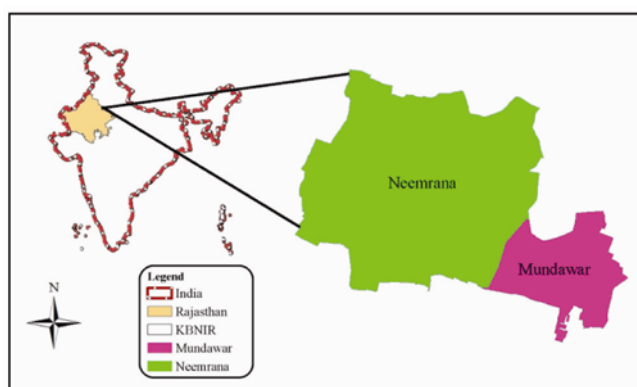 Neemrana
Mundawar
N
Legend
India
Rajasthan
KBNIR
Mundawar
Neemrana